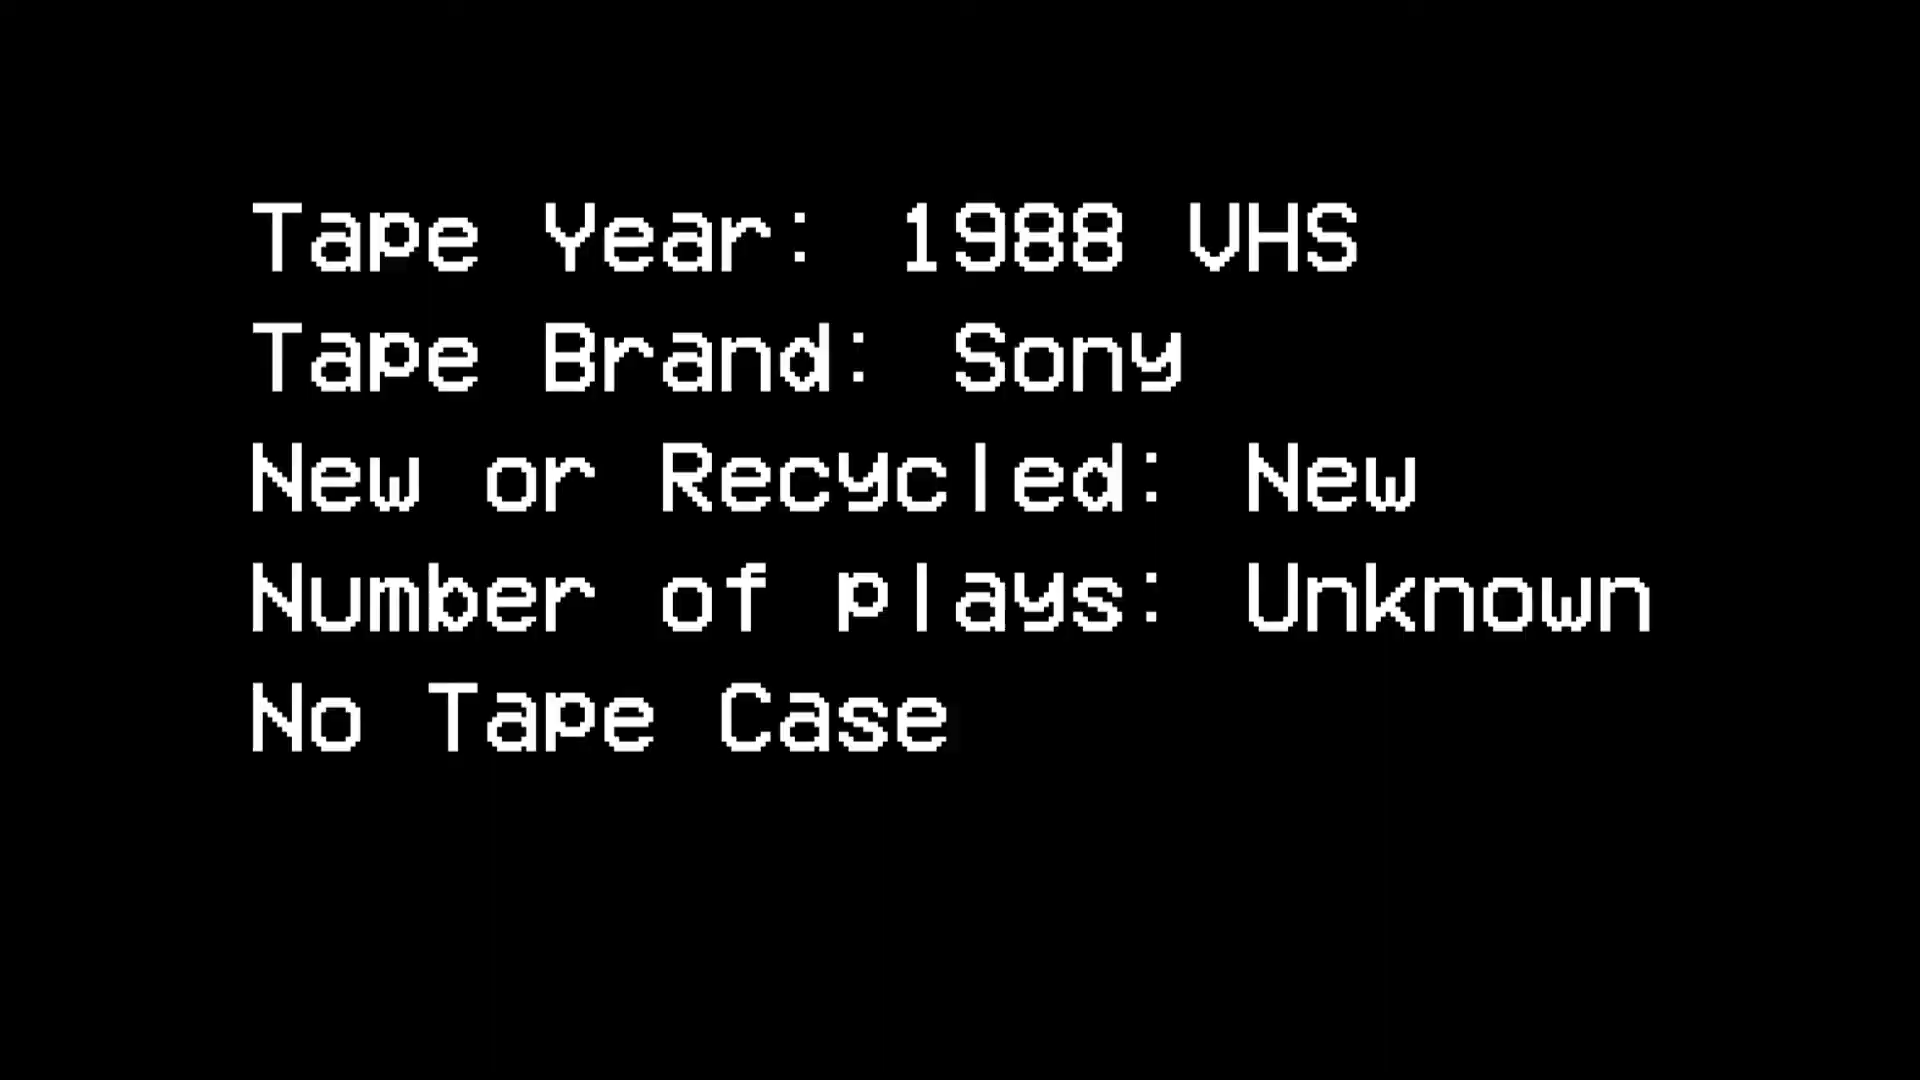 Tape Year: 1988 VHS
Tape Brand: Sony
New or Recycled: New
Number of plays: Unknown
No Tape Case